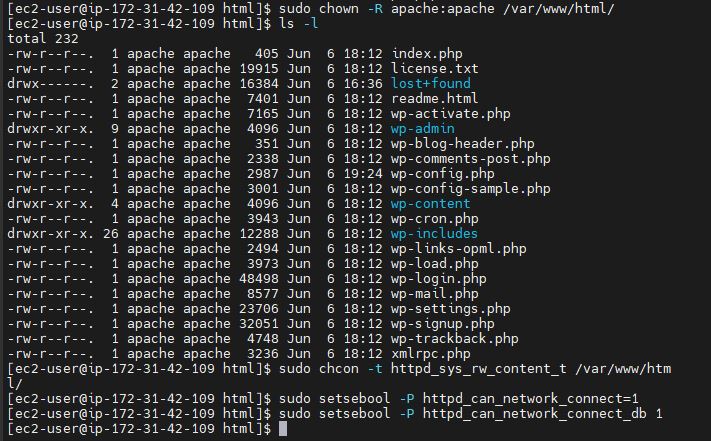 [ec2-user@ip-172-31-42-109 html]$ sudo chown -R apache:apache /var/www/html/
[ec2-user@ip-172-31-42-109 html]$ ls -l
total 232
-rw-r--r--.  1 apache apache   405 Jun  6 18:12 index.php
-rw-r--r--.  1 apache apache 19915 Jun  6 18:12 license.txt
drwx------.  2 apache apache 16384 Jun  6 16:36 lost+found
-rw-r--r--.  1 apache apache  7401 Jun  6 18:12 readme.html
-rw-r--r--.  1 apache apache  7165 Jun  6 18:12 wp-activate.php
drwxr-xr-x.  9 apache apache  4096 Jun  6 18:12 wp-admin
-rw-r--r--.  1 apache apache   351 Jun  6 18:12 wp-blog-header.php
-rw-r--r--.  1 apache apache  2338 Jun  6 18:12 wp-comments-post.php
-rw-r--r--.  1 apache apache  2987 Jun  6 19:24 wp-config.php
-rw-r--r--.  1 apache apache  3001 Jun  6 18:12 wp-config-sample.php
drwxr-xr-x.  4 apache apache  4096 Jun  6 18:12 wp-content
-rw-r--r--.  1 apache apache  3943 Jun  6 18:12 wp-cron.php
drwxr-xr-x. 26 apache apache 12288 Jun  6 18:12 wp-includes
-rw-r--r--.  1 apache apache  2494 Jun  6 18:12 wp-links-opml.php
-rw-r--r--.  1 apache apache  3973 Jun  6 18:12 wp-load.php
-rw-r--r--.  1 apache apache 48498 Jun  6 18:12 wp-login.php
-rw-r--r--.  1 apache apache  8577 Jun  6 18:12 wp-mail.php
-rw-r--r--.  1 apache apache 23706 Jun  6 18:12 wp-settings.php
-rw-r--r--.  1 apache apache 32051 Jun  6 18:12 wp-signup.php
-rw-r--r--.  1 apache apache  4748 Jun  6 18:12 wp-trackback.php
-rw-r--r--.  1 apache apache  3236 Jun  6 18:12 xmlrpc.php
[ec2-user@ip-172-31-42-109 html]$ sudo chcon -t httpd_sys_rw_content_t /var/www/htm
l/
[ec2-user@ip-172-31-42-109 html]$ sudo setsebool -P httpd_can_network_connect=1
[ec2-user@ip-172-31-42-109 html]$ sudo setsebool -P httpd_can_network_connect_db 1
[ec2-user@ip-172-31-42-109 html]$